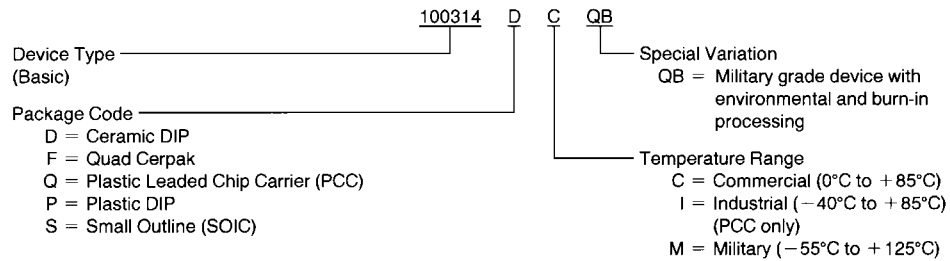 100314 D C QB
Device Type
(Basic)
Package Code
D = Ceramic DIP
F = Quad Cerpak
Q = Plastic Leaded Chip Carrier (PCC)
P = Plastic DIP
S = Small Outline (SOIC)
Special Variation
QB = Military grade device with
environmental and burn-in
processing
Temperature Range
C = Commercial (0°C to +85°C)
I = Industrial (−40°C to +85°C)
(PCC only)
M = Military (−55°C to +125°C)